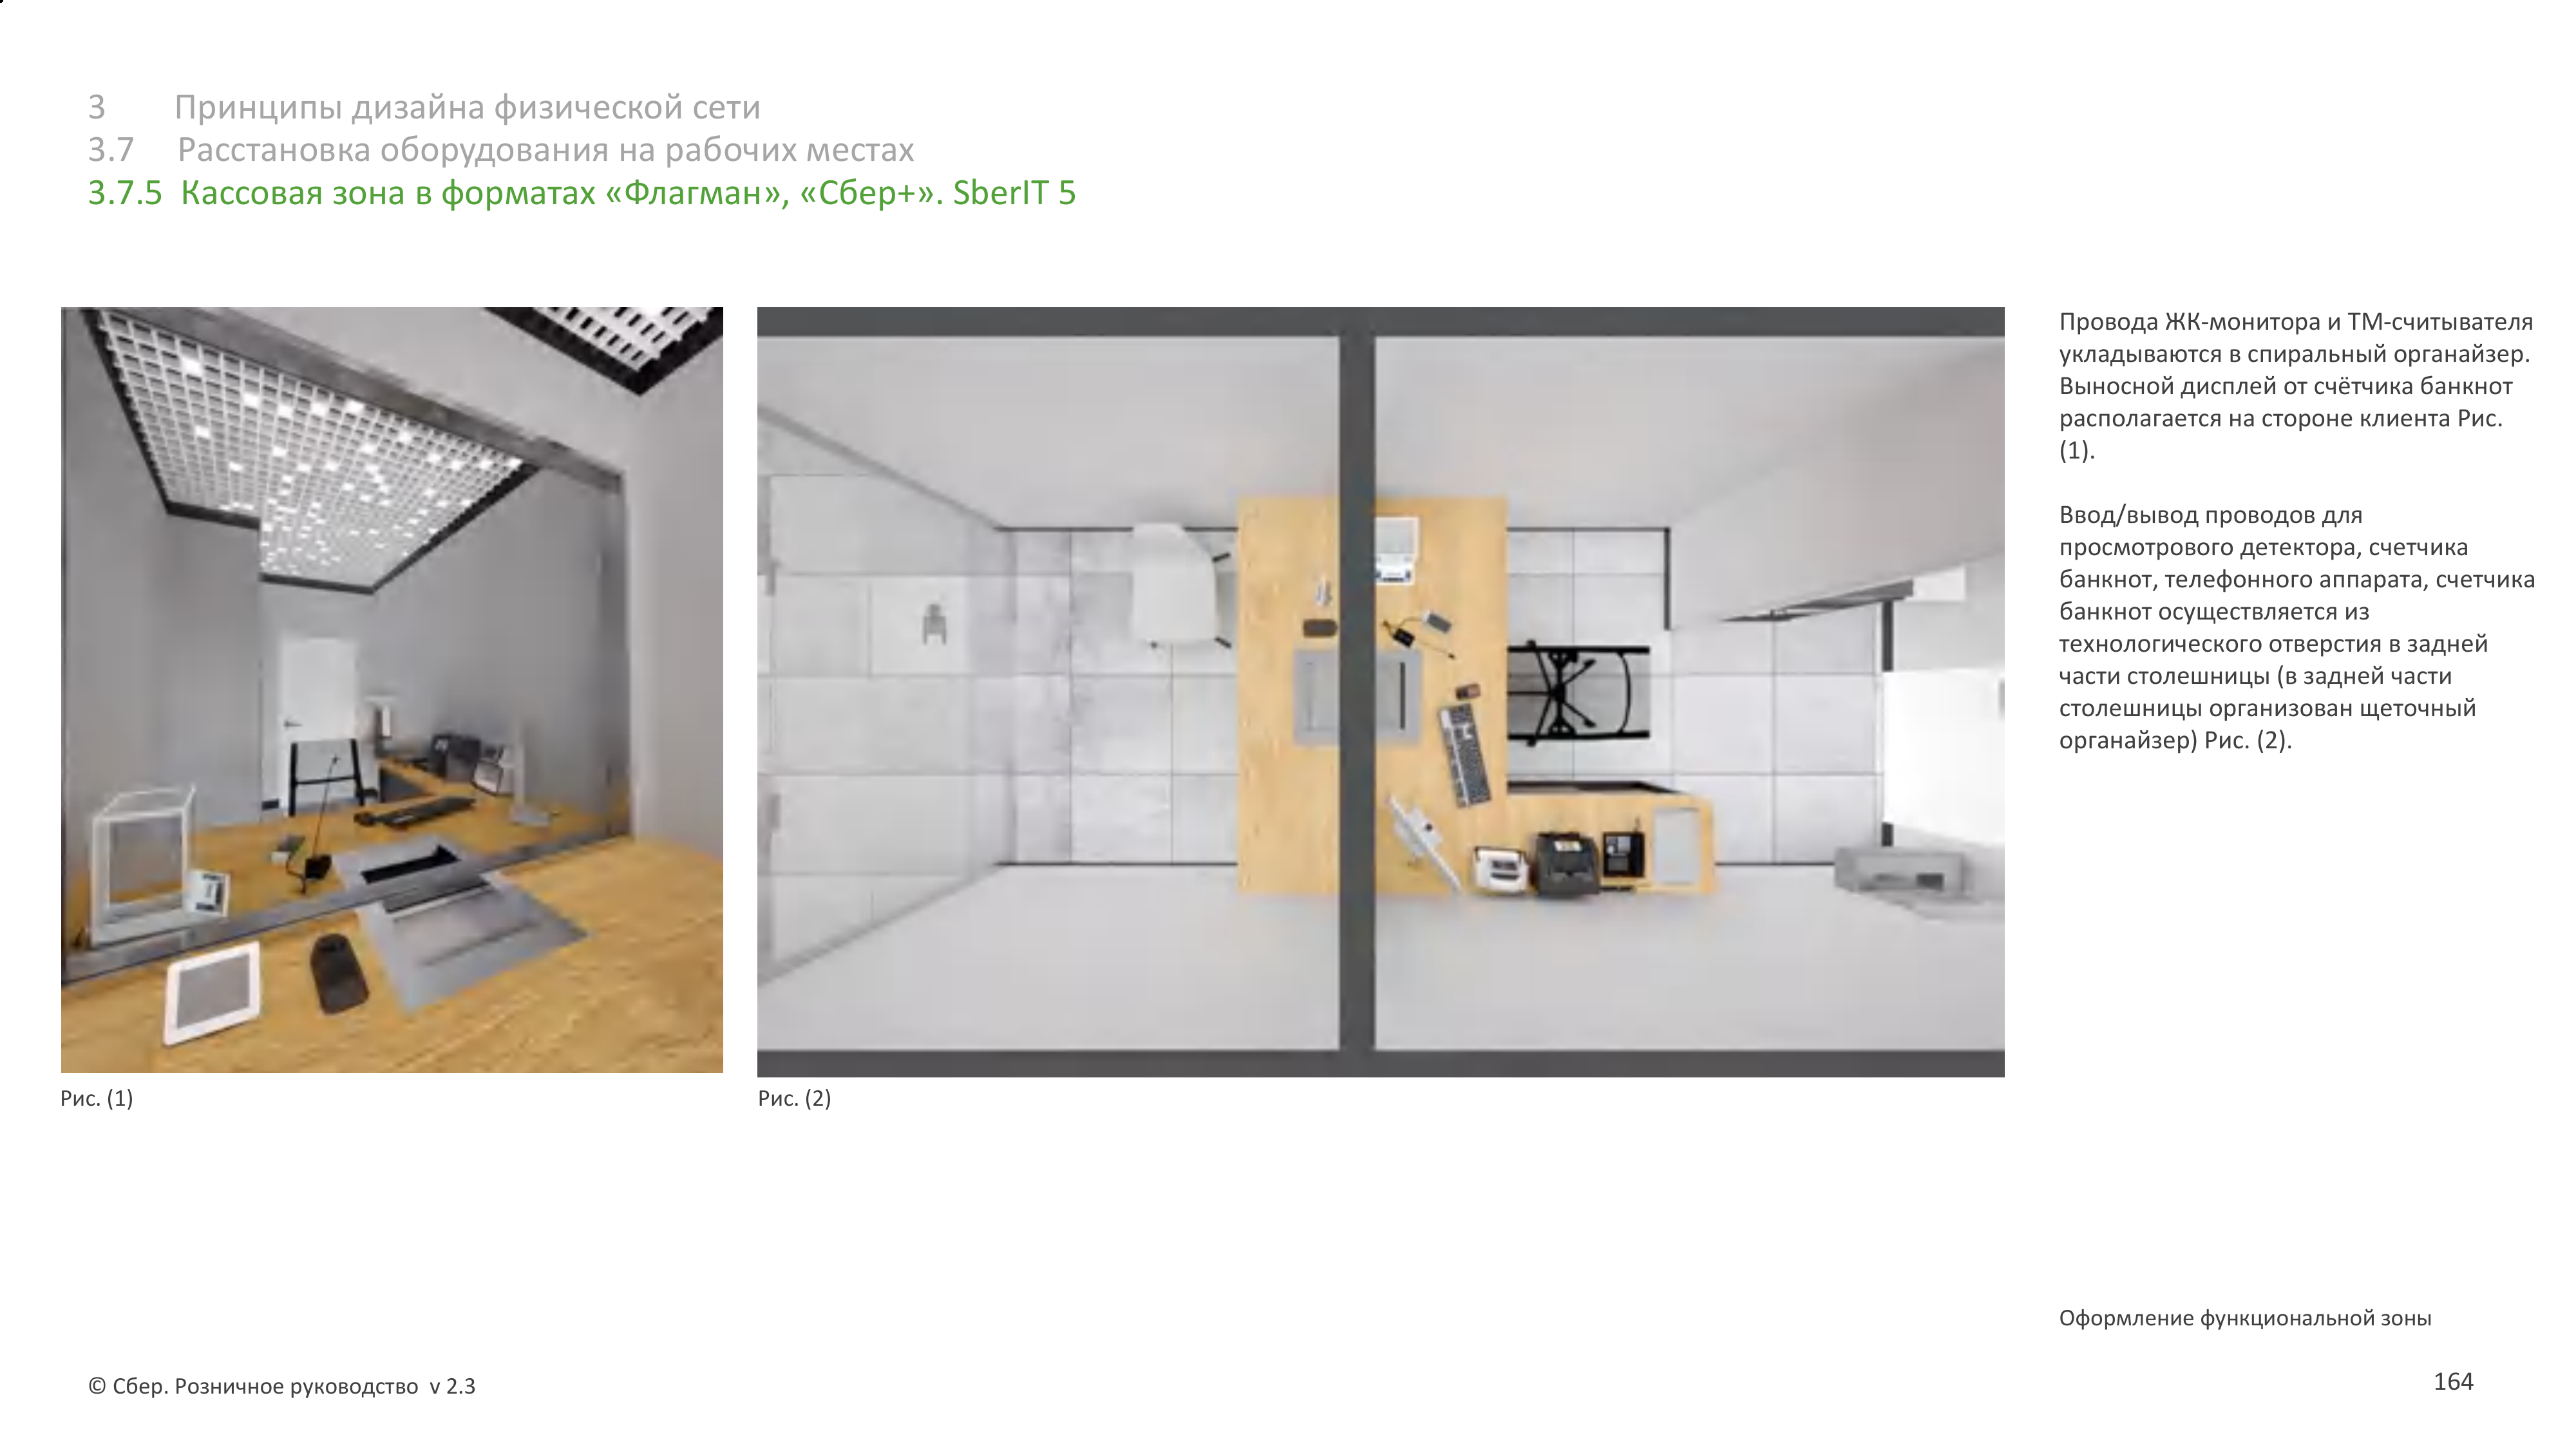 3 Принципы дизайна физической сети
3.7 Расстановка оборудования на рабочих местах
3.7.5 Кассовая зона в форматах «Флагман», «Сбер+». SberIT 5
Провода ЖК-монитора и ТМ-считывателя
укладываются в спиральный органайзер.
Выносной дисплей от счётчика банкнот
располагается на стороне клиента Рис.
(1).
Ввод/вывод проводов для
просмотрового детектора, счетчика
банкнот, телефонного аппарата, счетчика
банкнот осуществляется из
технологического отверстия в задней
части столешницы (в задней части
столешницы организован щеточный
органайзер) Рис. (2).
Рис. (1)
Рис. (2)
Оформление функциональной зоны
© Сбер. Розничное руководство v 2.3
164